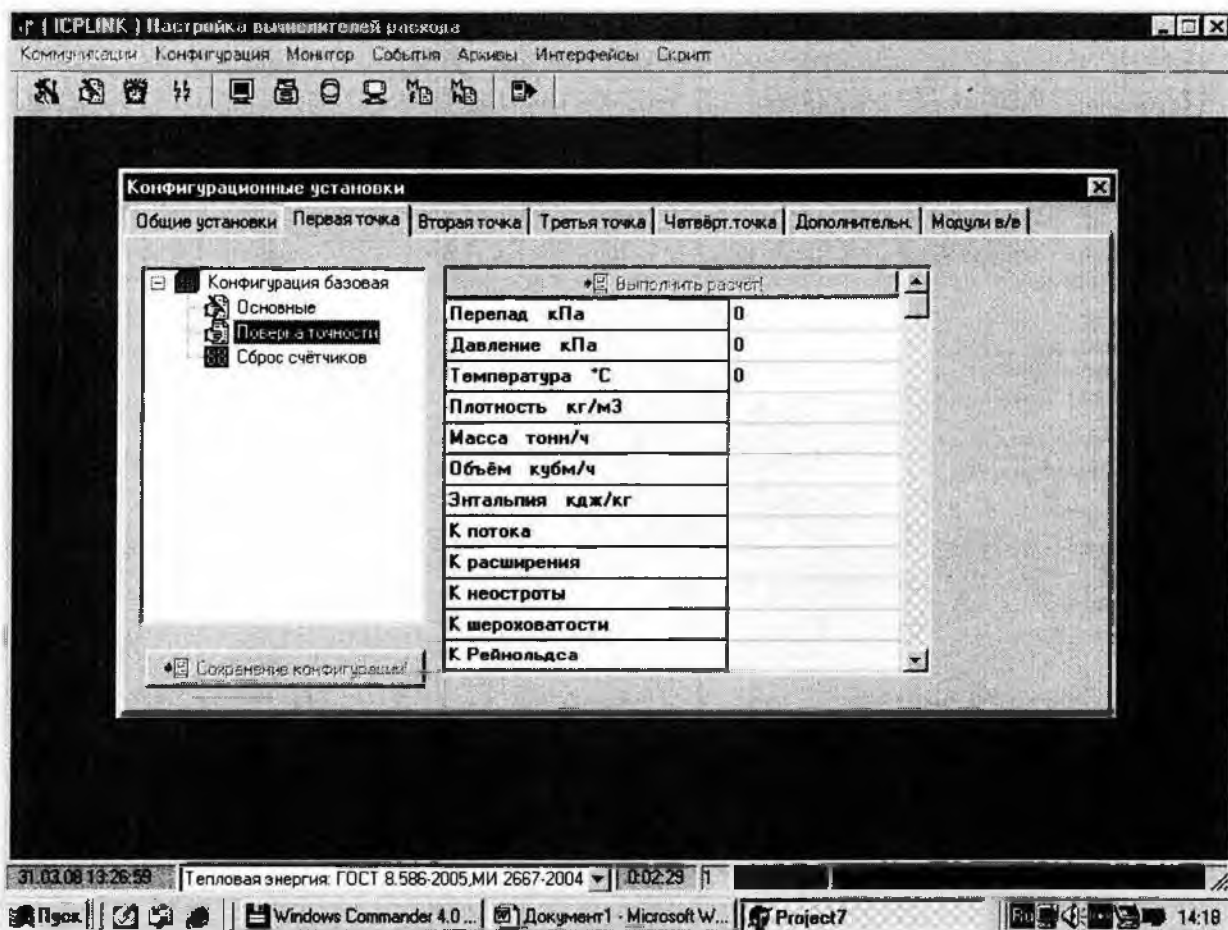 ( ICPLINK ) Настройка вычислителей расхода
Коммуникации Конфигурация Монитор События Архивы Интерфейсы Скрипт
Конфигурационные установки
Общие установки Первая точка Вторая точка Третья точка Четвёрт.точка Дополнительн. Модули в/в
Конфигурация базовая
Основные
Поверка точности
Сброс счётчиков
Сохранение конфигурации!
Выполнить расчёт!
Перепад кПа 0
Давление кПа 0
Температура °C 0
Плотность кг/м3
Масса тонн/ч
Объём кубм/ч
Энтальпия кдж/кг
К потока
К расширения
К неостроты
К шероховатости
К Рейнольдса
31.03.08 13:26:59 Тепловая энергия: ГОСТ 8.586-2005,МИ 2667-2004 0:02:29 1
Пуск Windows Commander 4.0 ... Документ1 - Microsoft W... Project7 Ru 14:18